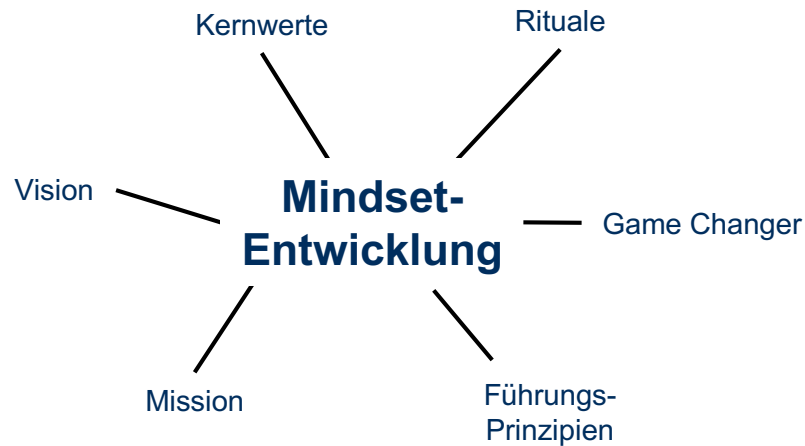 Kernwerte
Rituale
Vision
Mindset-
Entwicklung
Game Changer
Mission
Führungs-
Prinzipien